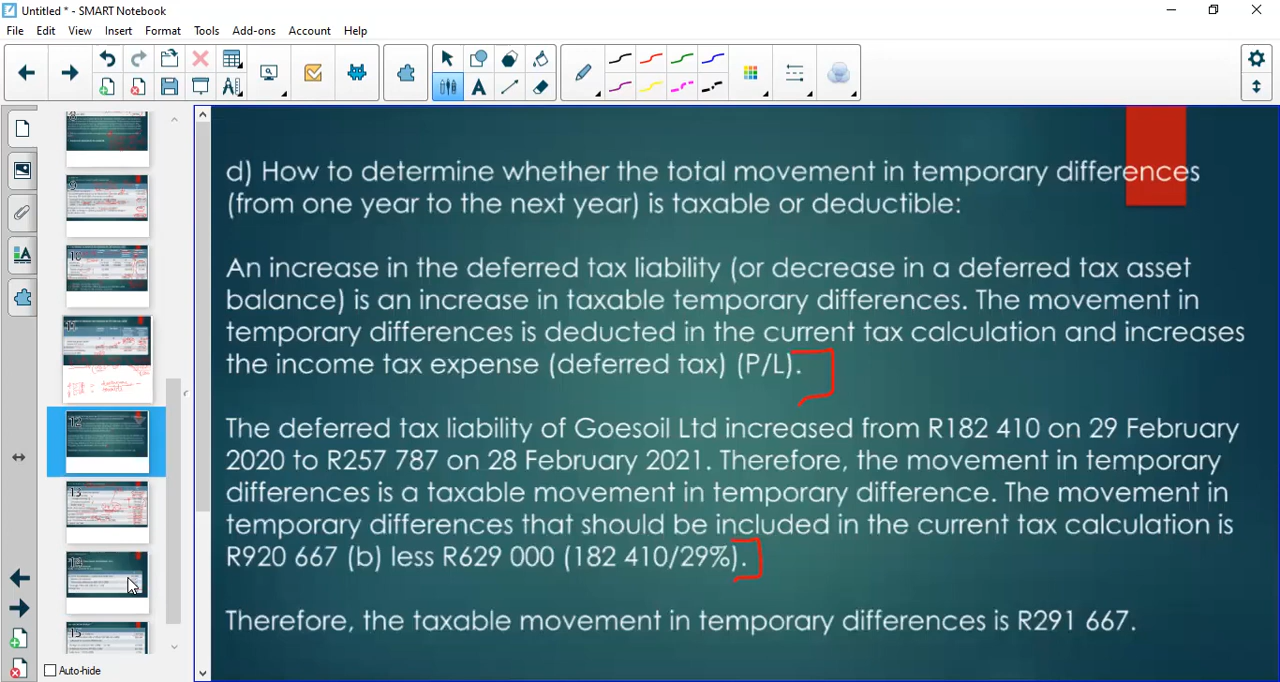 Untitled * - SMART Notebook
File Edit View Insert Format Tools Add-ons Account Help
d) How to determine whether the total movement in temporary differences
(from one year to the next year) is taxable or deductible:
An increase in the deferred tax liability (or decrease in a deferred tax asset
balance) is an increase in taxable temporary differences. The movement in
temporary differences is deducted in the current tax calculation and increases
the income tax expense (deferred tax) (P/L).
The deferred tax liability of Goesoil Ltd increased from R182 410 on 29 February
2020 to R257 787 on 28 February 2021. Therefore, the movement in temporary
differences is a taxable movement in temporary difference. The movement in
temporary differences that should be included in the current tax calculation is
R920 667 (b) less R629 000 (182 410/29%).
Therefore, the taxable movement in temporary differences is R291 667.
9
10
11
12
13
14
15
Auto-hide